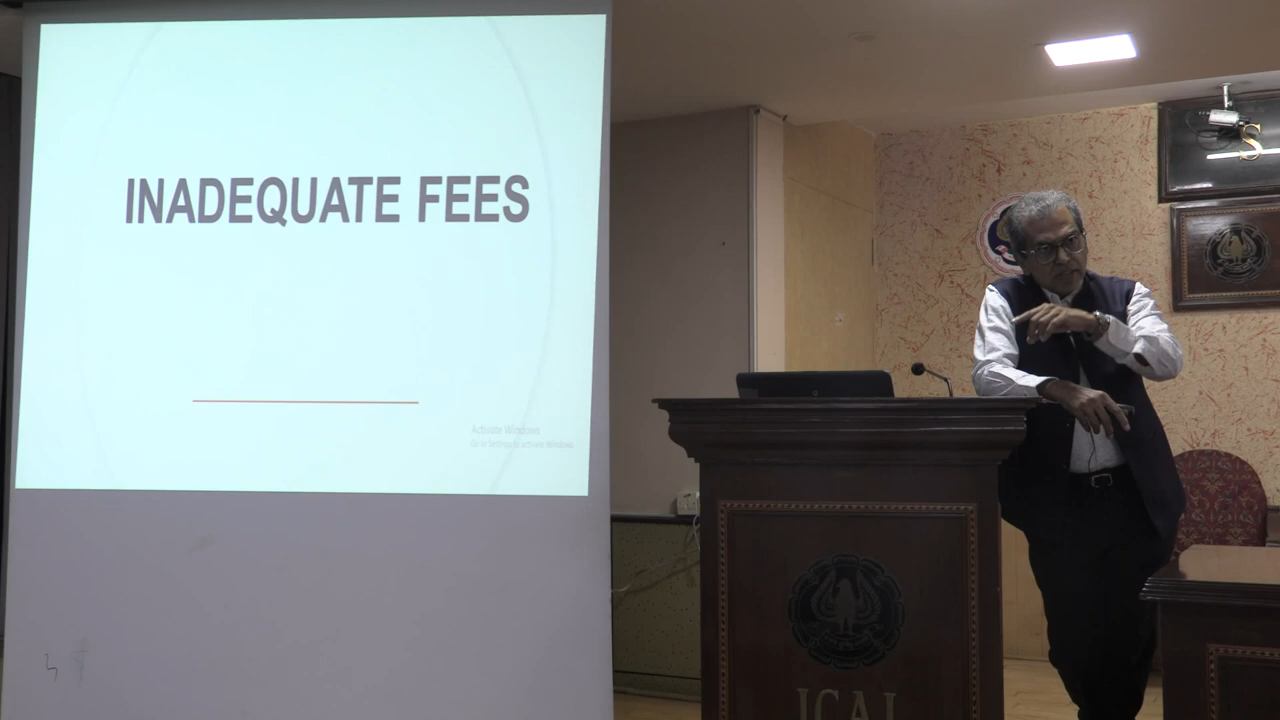 INADEQUATE FEES
Activate Windows
Go to Settings to activate Windows.
ICAI